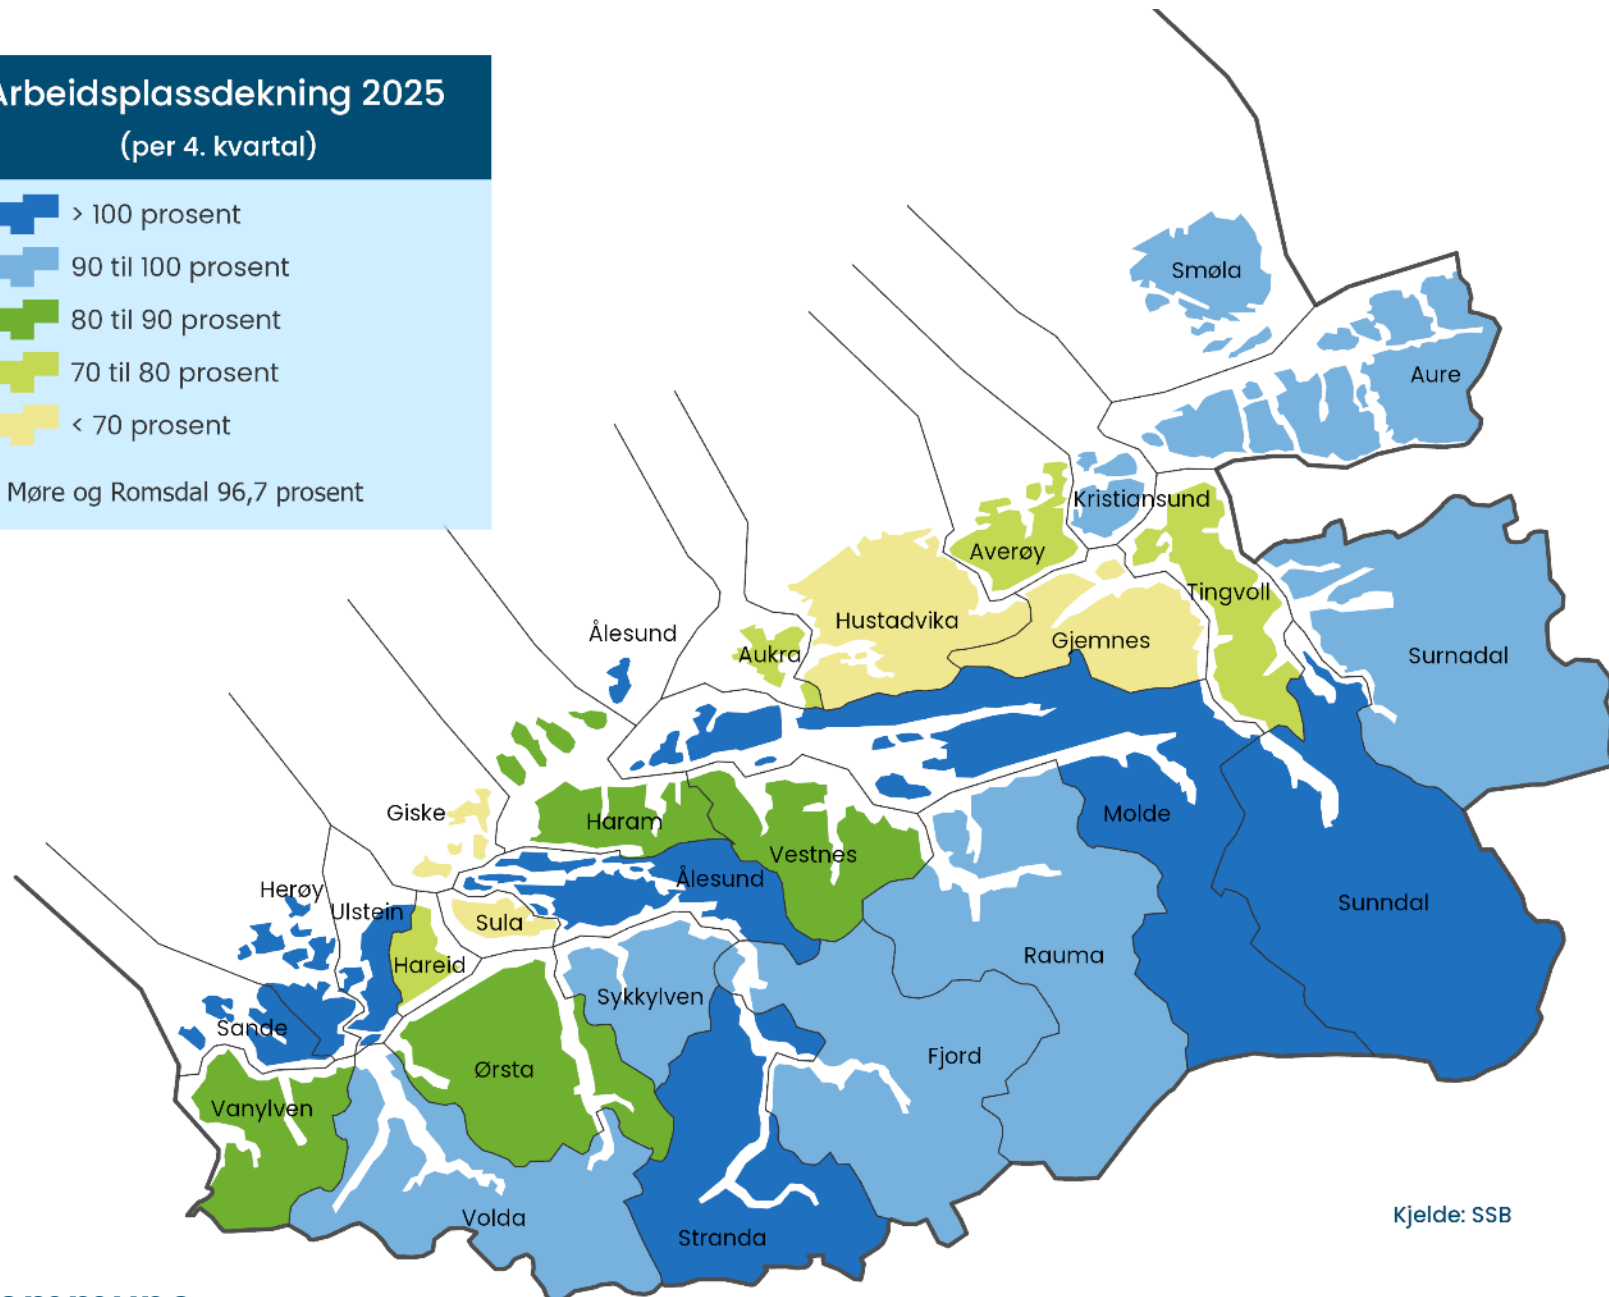 Arbeidsplassdekning 2025
(per 4. kvartal)
> 100 prosent
90 til 100 prosent
80 til 90 prosent
70 til 80 prosent
< 70 prosent
Møre og Romsdal 96,7 prosent
Smøla
Aure
Kristiansund
Averøy
Tingvoll
Hustadvika
Gjemnes
Ålesund
Aukra
Surnadal
Giske
Haram
Molde
Vestnes
Ålesund
Herøy
Ulstein
Sula
Sunndal
Hareid
Rauma
Sykkylven
Sande
Fjord
Ørsta
Vanylven
Volda
Stranda
Kjelde: SSB